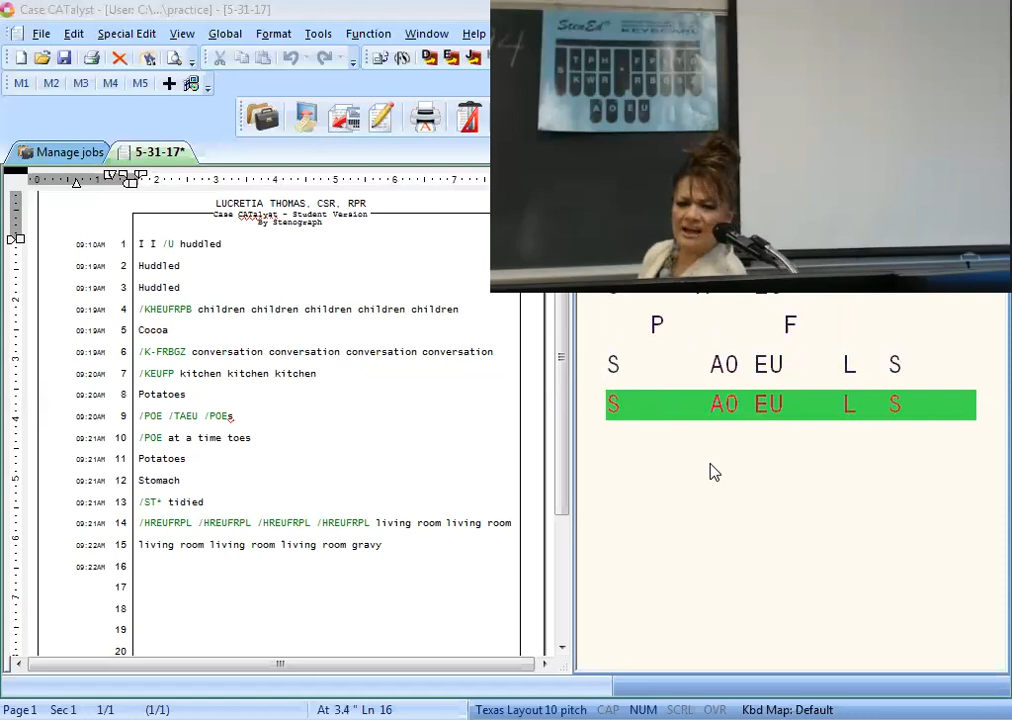 Case CATalyst - [User: C:\...\practice] - [5-31-17]
File Edit Special Edit View Global Format Tools Function Window Help
M1 M2 M3 M4 M5
Manage jobs 5-31-17*
0 1 2 3 4
LUCRETIA THOMAS, CSR, RPR
Case CATalyst - Student Version
By Stenograph
09:10AM 1 I I /U huddled
09:19AM 2 Huddled
09:19AM 3 Huddled
09:19AM 4 /KHEUFRPB children children children children children
09:19AM 5 Cocoa
09:19AM 6 /K-FRBGZ conversation conversation conversation conversation
09:20AM 7 /KEUFP kitchen kitchen kitchen
09:20AM 8 Potatoes
09:20AM 9 /POE /TAEU /POEs
09:21AM 10 /POE at a time toes
09:21AM 11 Potatoes
09:21AM 12 Stomach
09:21AM 13 /ST* tidied
09:21AM 14 /HREUFRPL /HREUFRPL /HREUFRPL /HREUFRPL living room living room
09:22AM 15 living room living room living room gravy
09:22AM 16
17
18
19
20
StenEd
KEYBOARD
S T P H * F P L T D
K W R R B G S
A O E U
P F
S AO EU L S
S AO EU L S
Page 1 Sec 1 1/1 (1/1) At 3.4 " Ln 16 Texas Layout 10 pitch CAP NUM SCRL OVR Kbd Map: Default